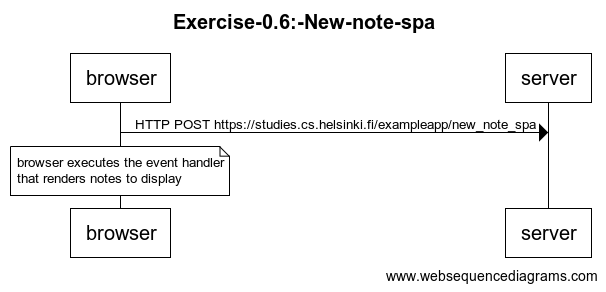 Exercise-0.6:-New-note-spa
browser
server
HTTP POST https://studies.cs.helsinki.fi/exampleapp/new_note_spa
browser executes the event handler
that renders notes to display
browser
server
www.websequencediagrams.com